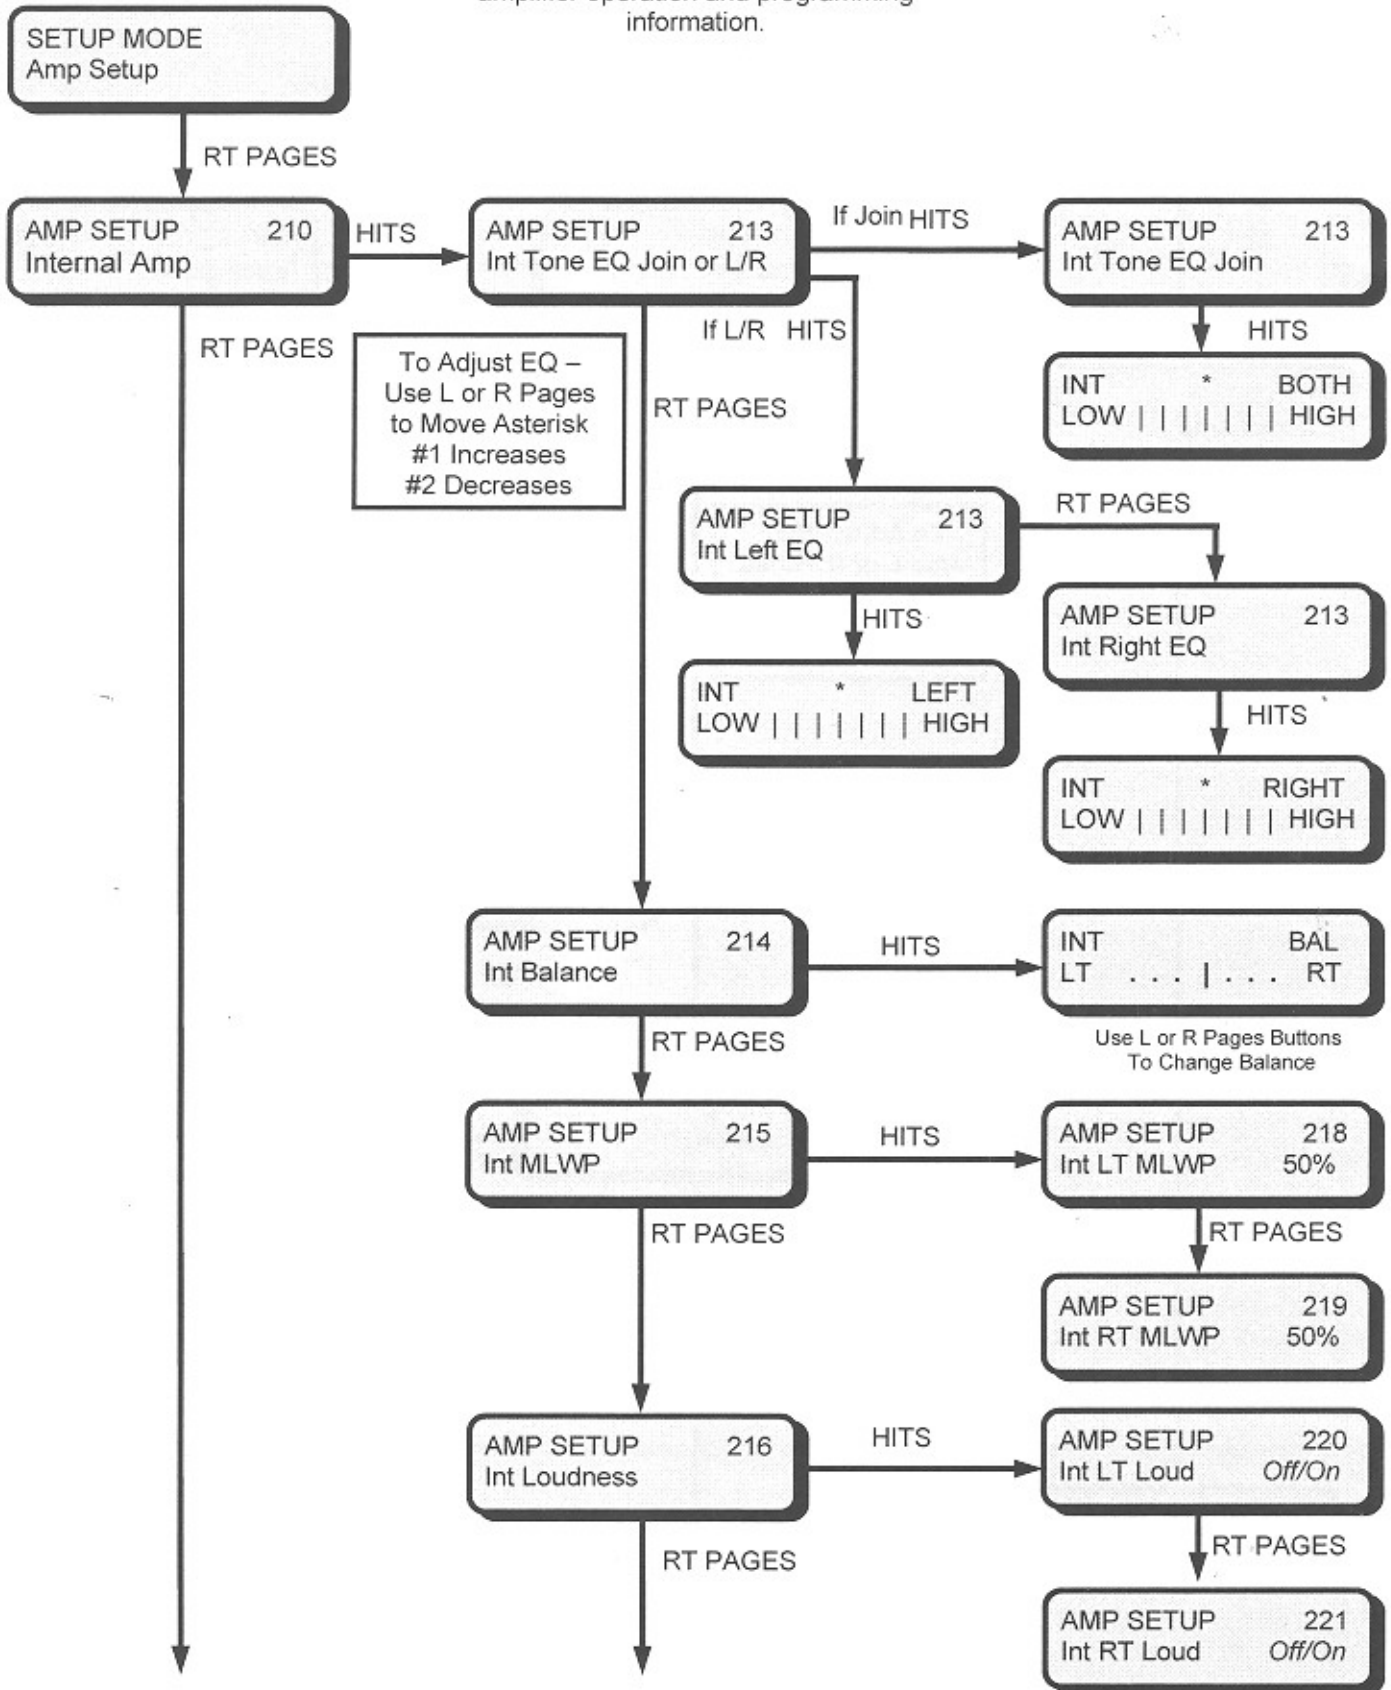 information.
SETUP MODE
Amp Setup
RT PAGES
AMP SETUP 210
Internal Amp
HITS
AMP SETUP 213
Int Tone EQ Join or L/R
If Join HITS
AMP SETUP 213
Int Tone EQ Join
RT PAGES
If L/R HITS
HITS
To Adjust EQ –
Use L or R Pages
to Move Asterisk
#1 Increases
#2 Decreases
RT PAGES
INT * BOTH
LOW | | | | | | | HIGH
AMP SETUP 213
Int Left EQ
RT PAGES
HITS
AMP SETUP 213
Int Right EQ
INT * LEFT
LOW | | | | | | | HIGH
HITS
INT * RIGHT
LOW | | | | | | | HIGH
AMP SETUP 214
Int Balance
HITS
INT BAL
LT . . . | . . . RT
Use L or R Pages Buttons
To Change Balance
RT PAGES
AMP SETUP 215
Int MLWP
HITS
AMP SETUP 218
Int LT MLWP 50%
RT PAGES
RT PAGES
AMP SETUP 219
Int RT MLWP 50%
AMP SETUP 216
Int Loudness
HITS
AMP SETUP 220
Int LT Loud Off/On
RT PAGES
RT PAGES
AMP SETUP 221
Int RT Loud Off/On